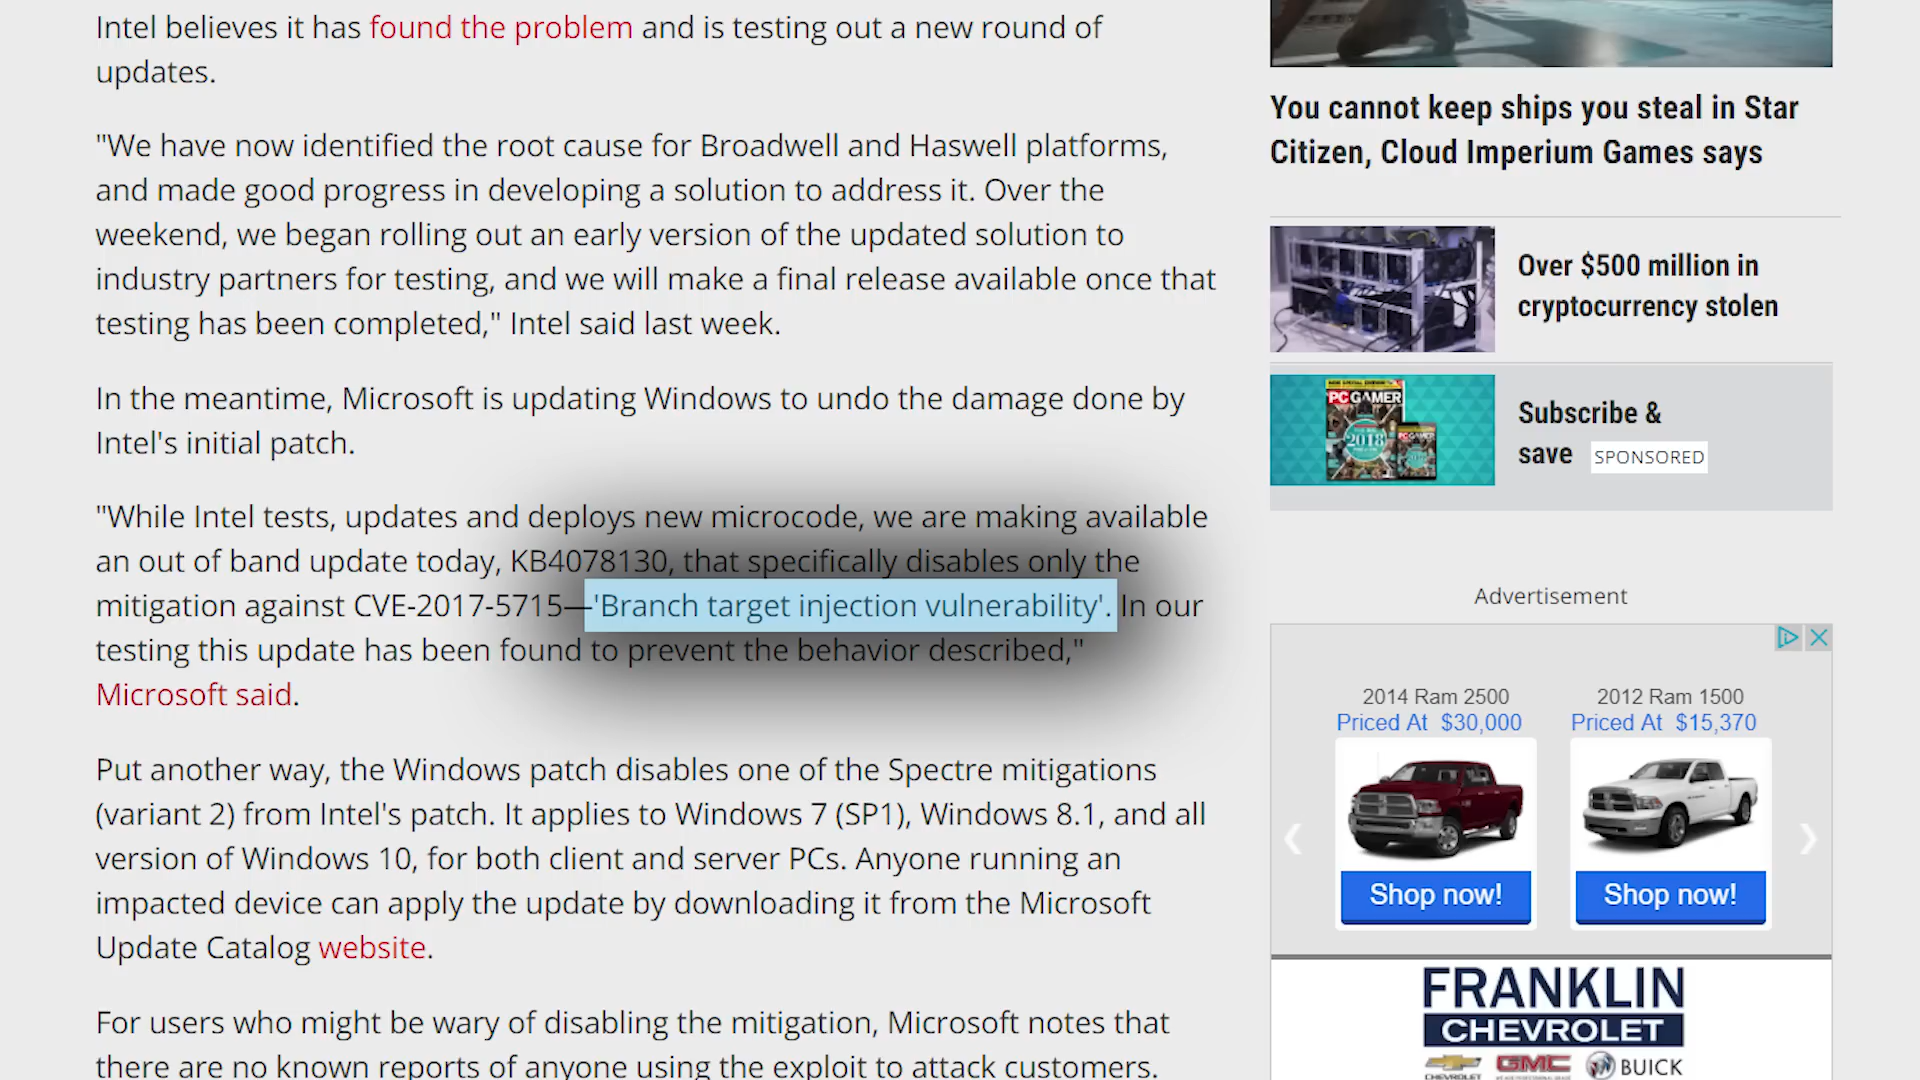 Intel believes it has found the problem and is testing out a new round of
updates.
"We have now identified the root cause for Broadwell and Haswell platforms,
and made good progress in developing a solution to address it. Over the
weekend, we began rolling out an early version of the updated solution to
industry partners for testing, and we will make a final release available once that
testing has been completed," Intel said last week.
In the meantime, Microsoft is updating Windows to undo the damage done by
Intel's initial patch.
"While Intel tests, updates and deploys new microcode, we are making available
an out of band update today, KB4078130, that specifically disables only the
mitigation against CVE-2017-5715—'Branch target injection vulnerability'. In our
testing this update has been found to prevent the behavior described,"
Microsoft said.
Put another way, the Windows patch disables one of the Spectre mitigations
(variant 2) from Intel's patch. It applies to Windows 7 (SP1), Windows 8.1, and all
version of Windows 10, for both client and server PCs. Anyone running an
impacted device can apply the update by downloading it from the Microsoft
Update Catalog website.
For users who might be wary of disabling the mitigation, Microsoft notes that
there are no known reports of anyone using the exploit to attack customers.
You cannot keep ships you steal in Star
Citizen, Cloud Imperium Games says
Over $500 million in
cryptocurrency stolen
PC GAMER
2018
PC GAMER
Subscribe &
save SPONSORED
Advertisement
2014 Ram 2500
Priced At $30,000
Shop now!
2012 Ram 1500
Priced At $15,370
Shop now!
FRANKLIN
CHEVROLET
CHEVROLET GMC BUICK